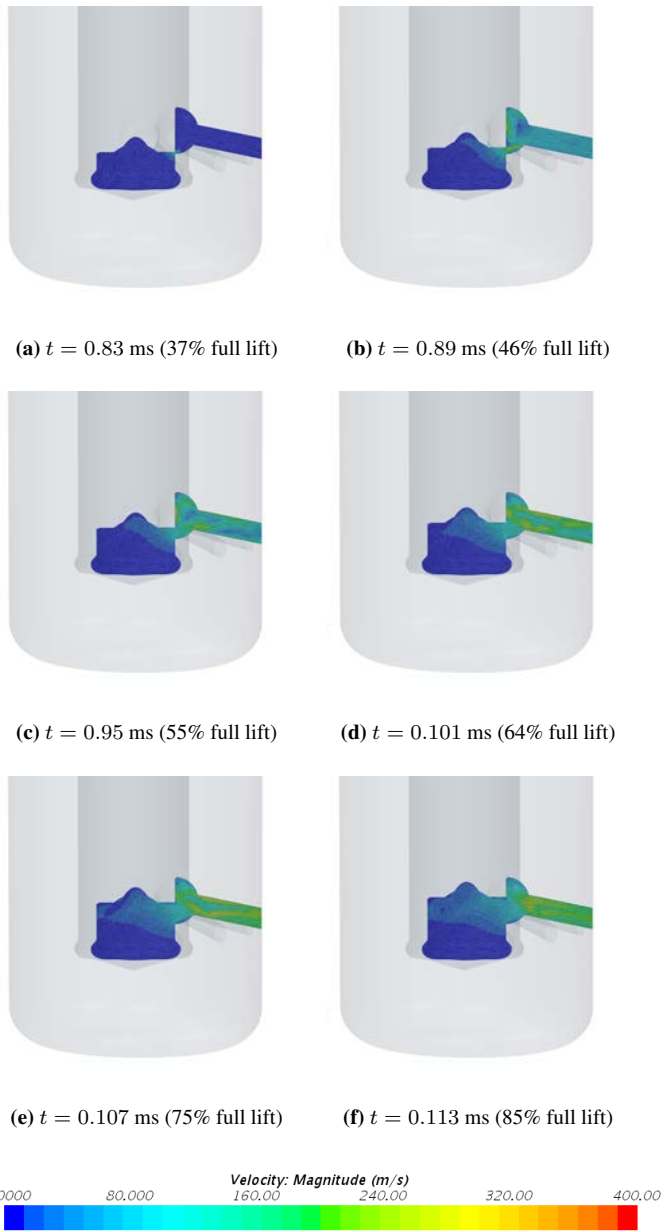 (a) t = 0.83 ms (37% full lift) (b) t = 0.89 ms (46% full lift)
(c) t = 0.95 ms (55% full lift) (d) t = 0.101 ms (64% full lift)
(e) t = 0.107 ms (75% full lift) (f) t = 0.113 ms (85% full lift)
Velocity: Magnitude (m/s)
0000 80.000 160.00 240.00 320.00 400.00